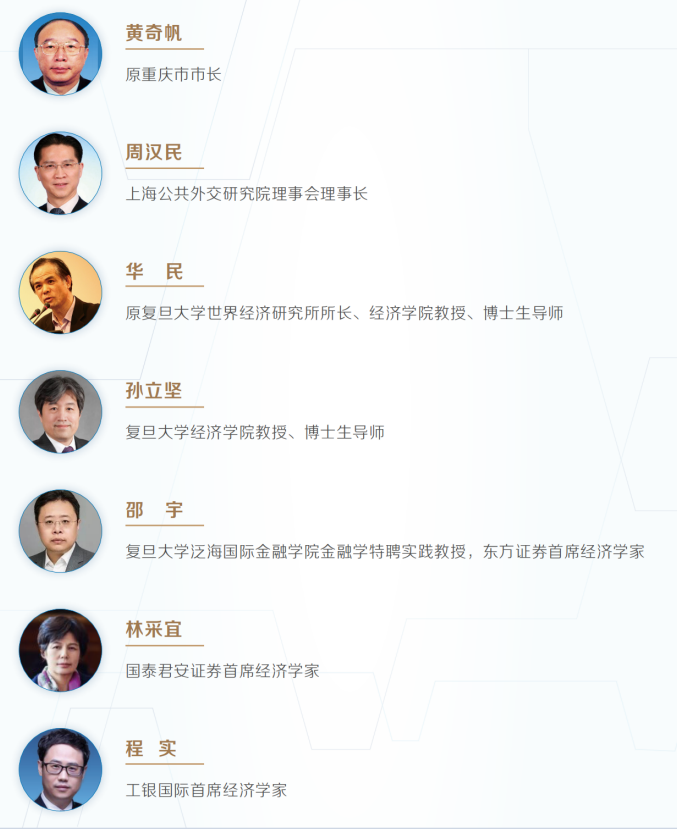 黄奇帆
原重庆市市长
周汉民
上海公共外交研究院理事会理事长
华 民
原复旦大学世界经济研究所所长、经济学院教授、博士生导师
孙立坚
复旦大学经济学院教授、博士生导师
邵 宇
复旦大学泛海国际金融学院金融学特聘实践教授，东方证券首席经济学家
林采宜
国泰君安证券首席经济学家
程 实
工银国际首席经济学家